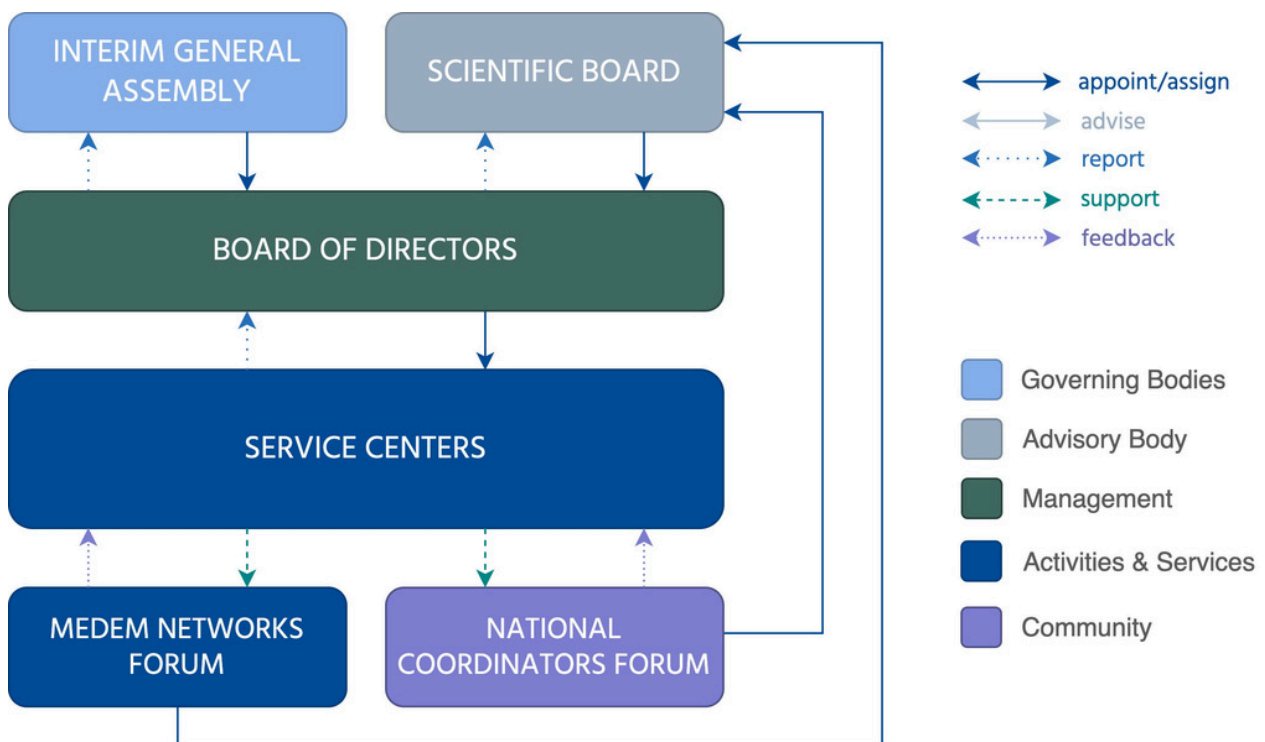 INTERIM GENERAL
ASSEMBLY
SCIENTIFIC BOARD
BOARD OF DIRECTORS
SERVICE CENTERS
MEDEM NETWORKS
FORUM
NATIONAL
COORDINATORS FORUM
appoint/assign
advise
report
support
feedback
Governing Bodies
Advisory Body
Management
Activities & Services
Community